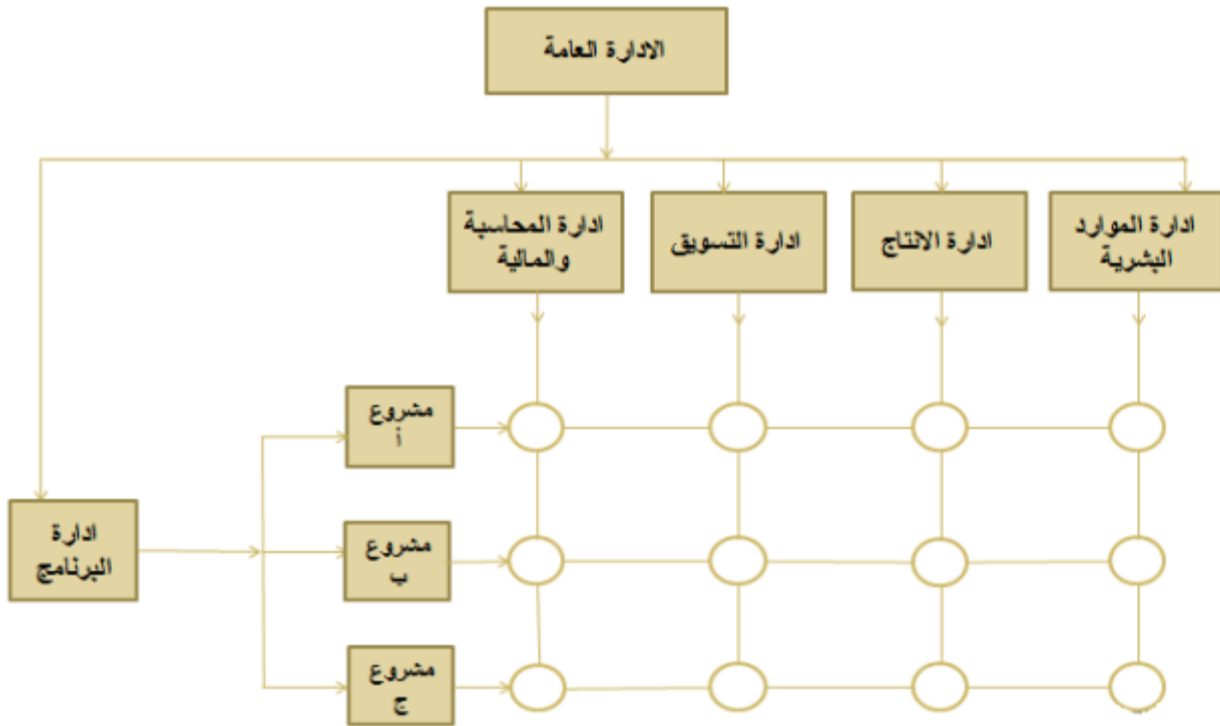 الادارة العامة
ادارة الموارد
البشرية
ادارة الانتاج
ادارة التسويق
ادارة المحاسبة
والمالية
مشروع
أ
ادارة
البرنامج
مشروع
ب
مشروع
ج